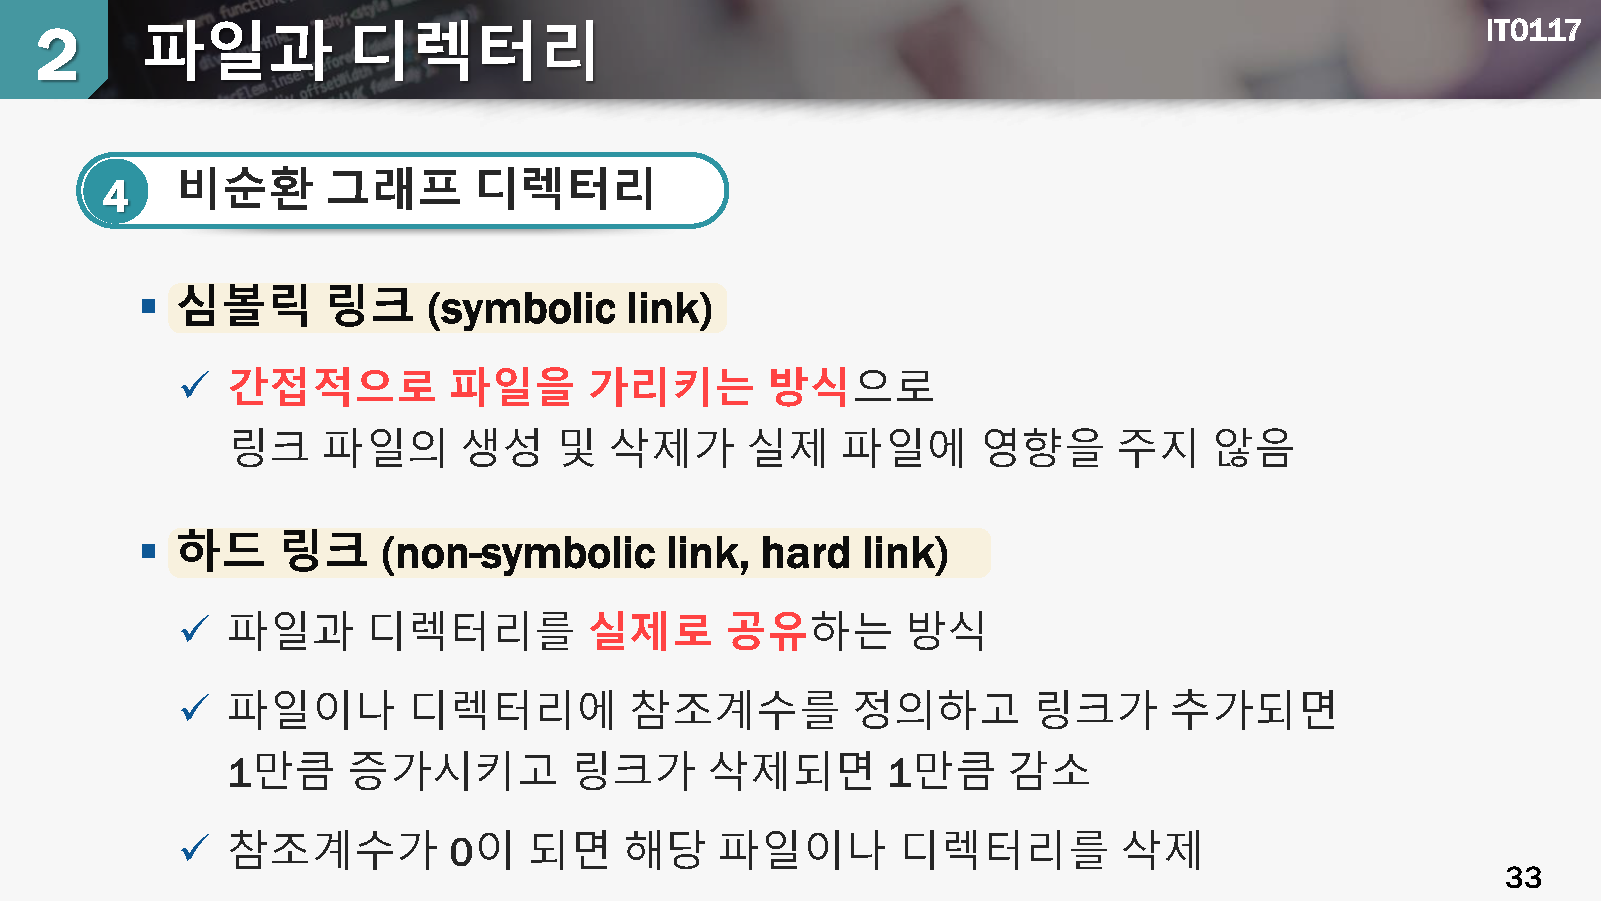 2 파일과 디렉터리
IT0117
4 비순환 그래프 디렉터리
▪ 심볼릭 링크 (symbolic link)
✓ 간접적으로 파일을 가리키는 방식으로
링크 파일의 생성 및 삭제가 실제 파일에 영향을 주지 않음
▪ 하드 링크 (non-symbolic link, hard link)
✓ 파일과 디렉터리를 실제로 공유하는 방식
✓ 파일이나 디렉터리에 참조계수를 정의하고 링크가 추가되면
1만큼 증가시키고 링크가 삭제되면 1만큼 감소
✓ 참조계수가 0이 되면 해당 파일이나 디렉터리를 삭제
33